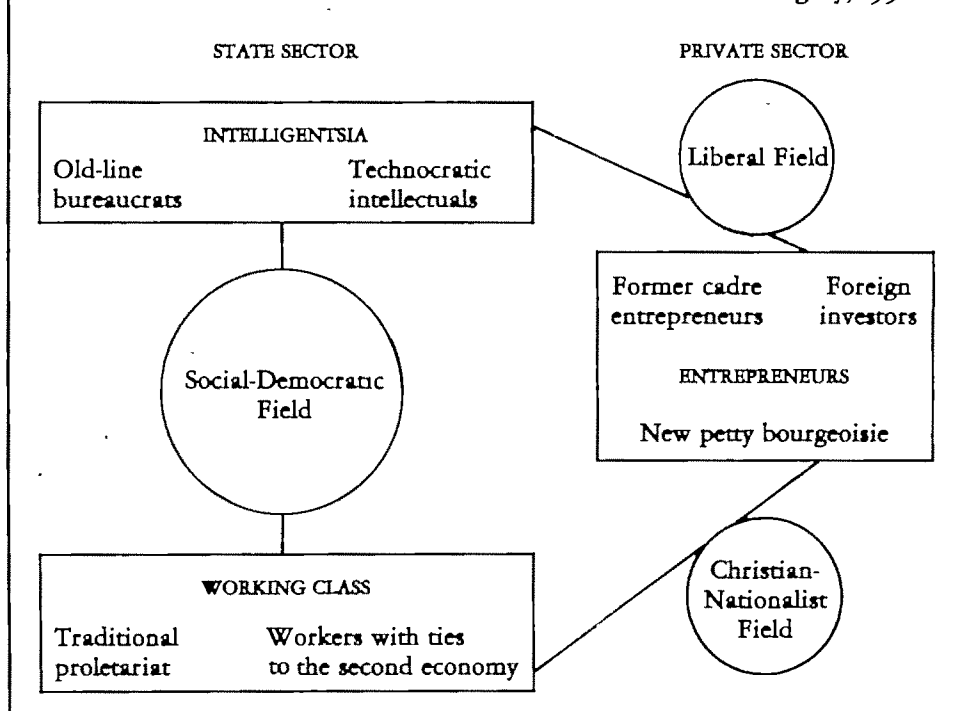 STATE SECTOR
PRIVATE SECTOR
INTELLIGENTSIA
Old-line
bureaucrats
Technocratic
intellectuals
Liberal Field
Former cadre
entrepreneurs
Foreign
investors
ENTREPRENEURS
New petty bourgeoisie
Social-Democratic
Field
WORKING CLASS
Traditional
proletariat
Workers with ties
to the second economy
Christian-
Nationalist
Field